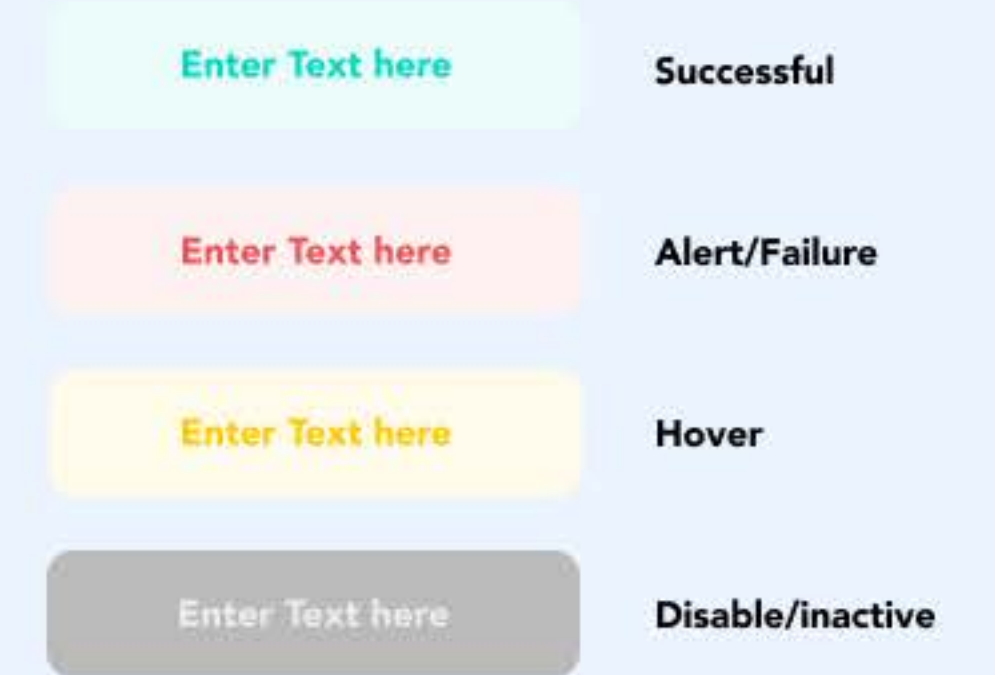 Enter Text here
Successful
Enter Text here
Alert/Failure
Enter Text here
Hover
Enter Text here
Disable/inactive